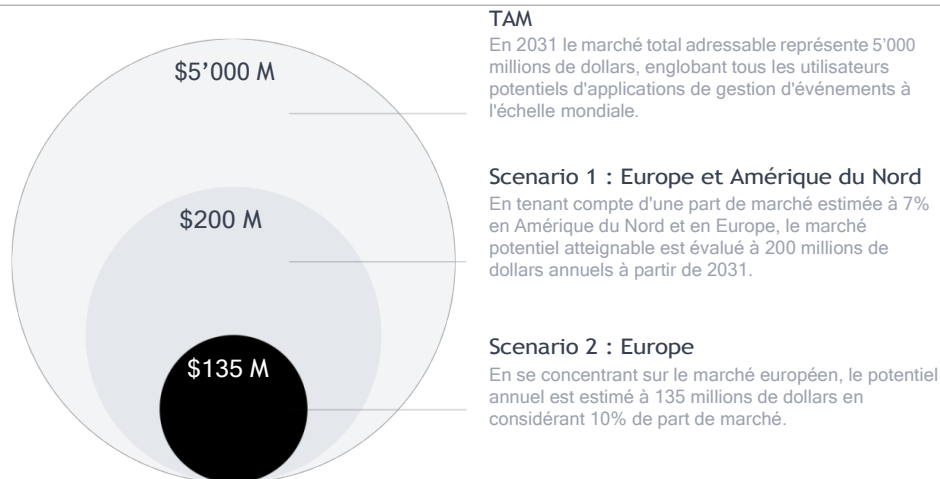 $5’000 M
$200 M
$135 M
TAM
En 2031 le marché total adressable représente 5’000
millions de dollars, englobant tous les utilisateurs
potentiels d'applications de gestion d'événements à
l'échelle mondiale.
Scenario 1 : Europe et Amérique du Nord
En tenant compte d'une part de marché estimée à 7%
en Amérique du Nord et en Europe, le marché
potentiel atteignable est évalué à 200 millions de
dollars annuels à partir de 2031.
Scenario 2 : Europe
En se concentrant sur le marché européen, le potentiel
annuel est estimé à 135 millions de dollars en
considérant 10% de part de marché.